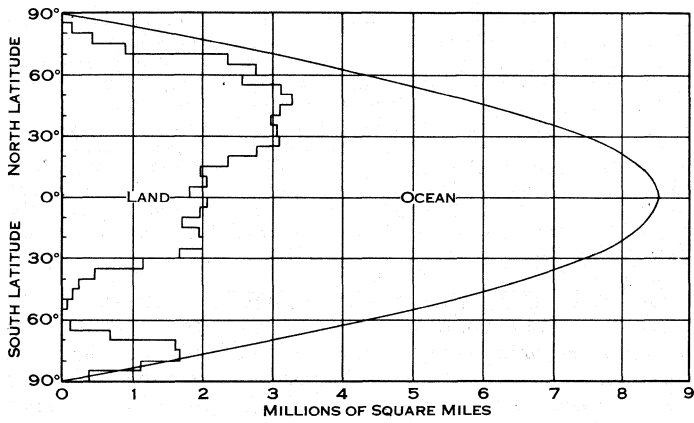 90°
60°
30°
0°
30°
60°
90°
NORTH LATITUDE
SOUTH LATITUDE
LAND
OCEAN
0 1 2 3 4 5 6 7 8 9
MILLIONS OF SQUARE MILES